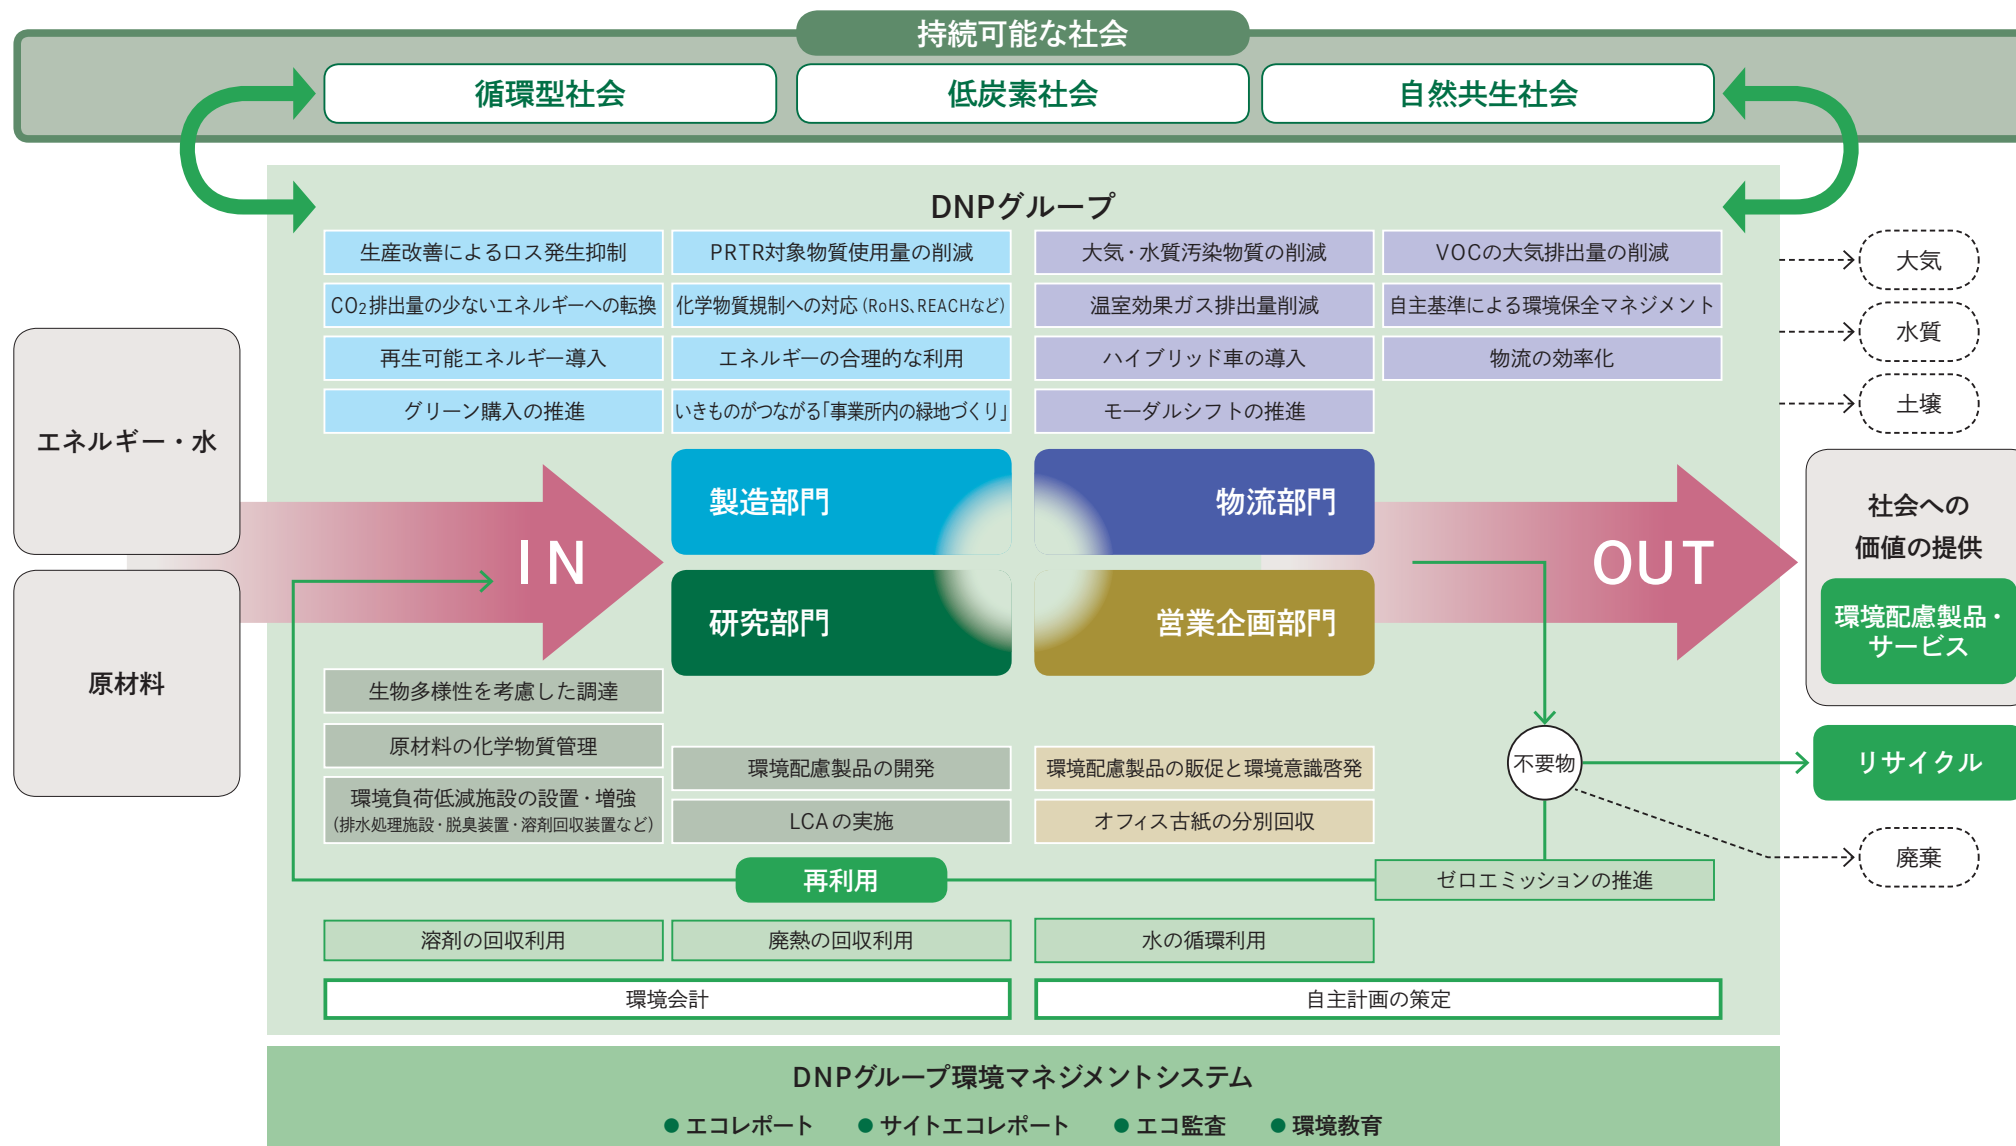 持続可能な社会
循環型社会
低炭素社会
自然共生社会
DNPグループ
生産改善によるロス発生抑制
PRTR対象物質使用量の削減
大気・水質汚染物質の削減
VOCの大気排出量の削減
CO2排出量の少ないエネルギーへの転換
化学物質規制への対応(RoHS、REACHなど)
温室効果ガス排出量削減
自主基準による環境保全マネジメント
再生可能エネルギー導入
エネルギーの合理的な利用
ハイブリッド車の導入
物流の効率化
グリーン購入の推進
いきものがつながる「事業所内の緑地づくり」
モーダルシフトの推進
大気
水質
土壌
エネルギー・水
原材料
IN
製造部門
物流部門
研究部門
営業企画部門
OUT
社会への
価値の提供
環境配慮製品・
サービス
生物多様性を考慮した調達
原材料の化学物質管理
環境負荷低減施設の設置・増強
(排水処理施設・脱臭装置・溶剤回収装置など)
環境配慮製品の開発
LCAの実施
環境配慮製品の販促と環境意識啓発
オフィス古紙の分別回収
不要物
リサイクル
廃棄
再利用
ゼロエミッションの推進
溶剤の回収利用
廃熱の回収利用
水の循環利用
環境会計
自主計画の策定
DNPグループ環境マネジメントシステム
●エコレポート ●サイトエコレポート ●エコ監査 ●環境教育